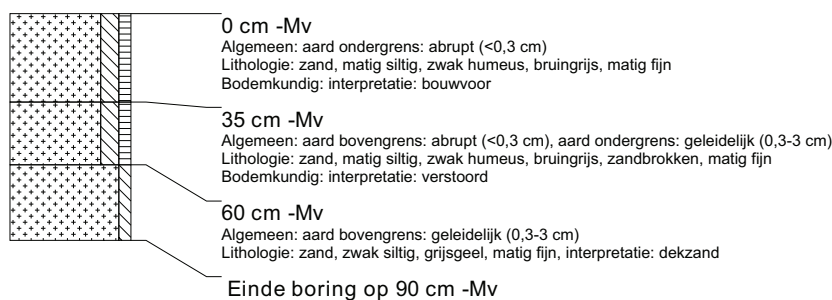 0 cm -Mv
Algemeen: aard ondergrens: abrupt (<0,3 cm)
Lithologie: zand, matig siltig, zwak humeus, bruingrijs, matig fijn
Bodemkundig: interpretatie: bouwvoor
35 cm -Mv
Algemeen: aard bovengrens: abrupt (<0,3 cm), aard ondergrens: geleidelijk (0,3-3 cm)
Lithologie: zand, matig siltig, zwak humeus, bruingrijs, zandbrokken, matig fijn
Bodemkundig: interpretatie: verstoord
60 cm -Mv
Algemeen: aard bovengrens: geleidelijk (0,3-3 cm)
Lithologie: zand, zwak siltig, grijsgeel, matig fijn, interpretatie: dekzand
Einde boring op 90 cm -Mv